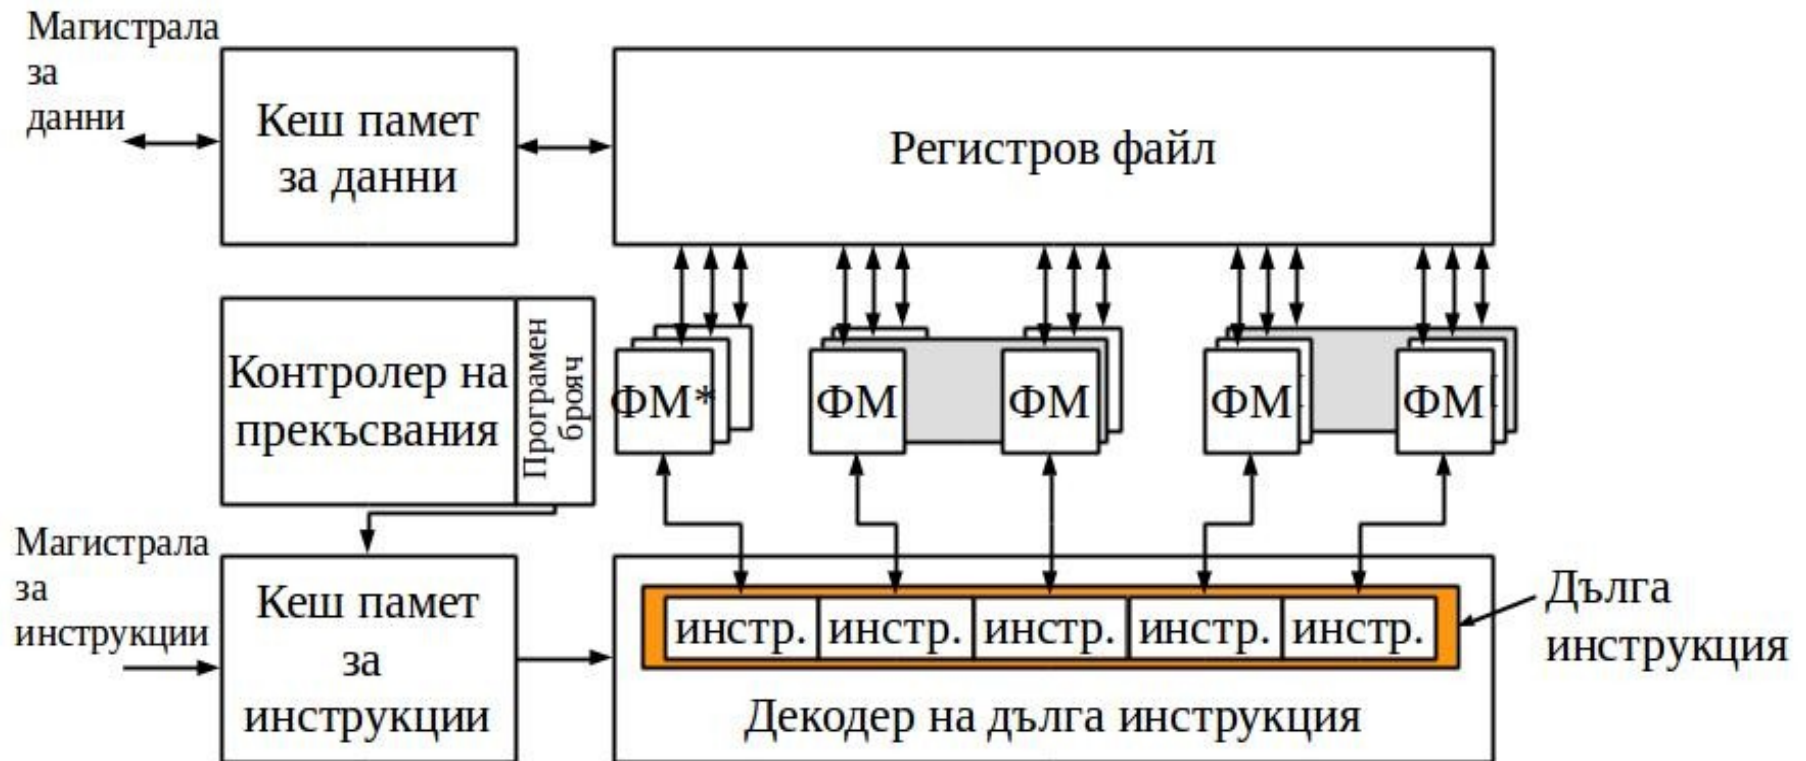 Магистрала
за
данни
Кеш памет
за данни
Регистров файл
Контролер на
прекъсвания
Програмен
брояч
ФМ*
ФМ
ФМ
ФМ
ФМ
Магистрала
за
инструкции
Кеш памет
за
инструкции
инстр.
инстр.
инстр.
инстр.
инстр.
Декодер на дълга инструкция
Дълга
инструкция